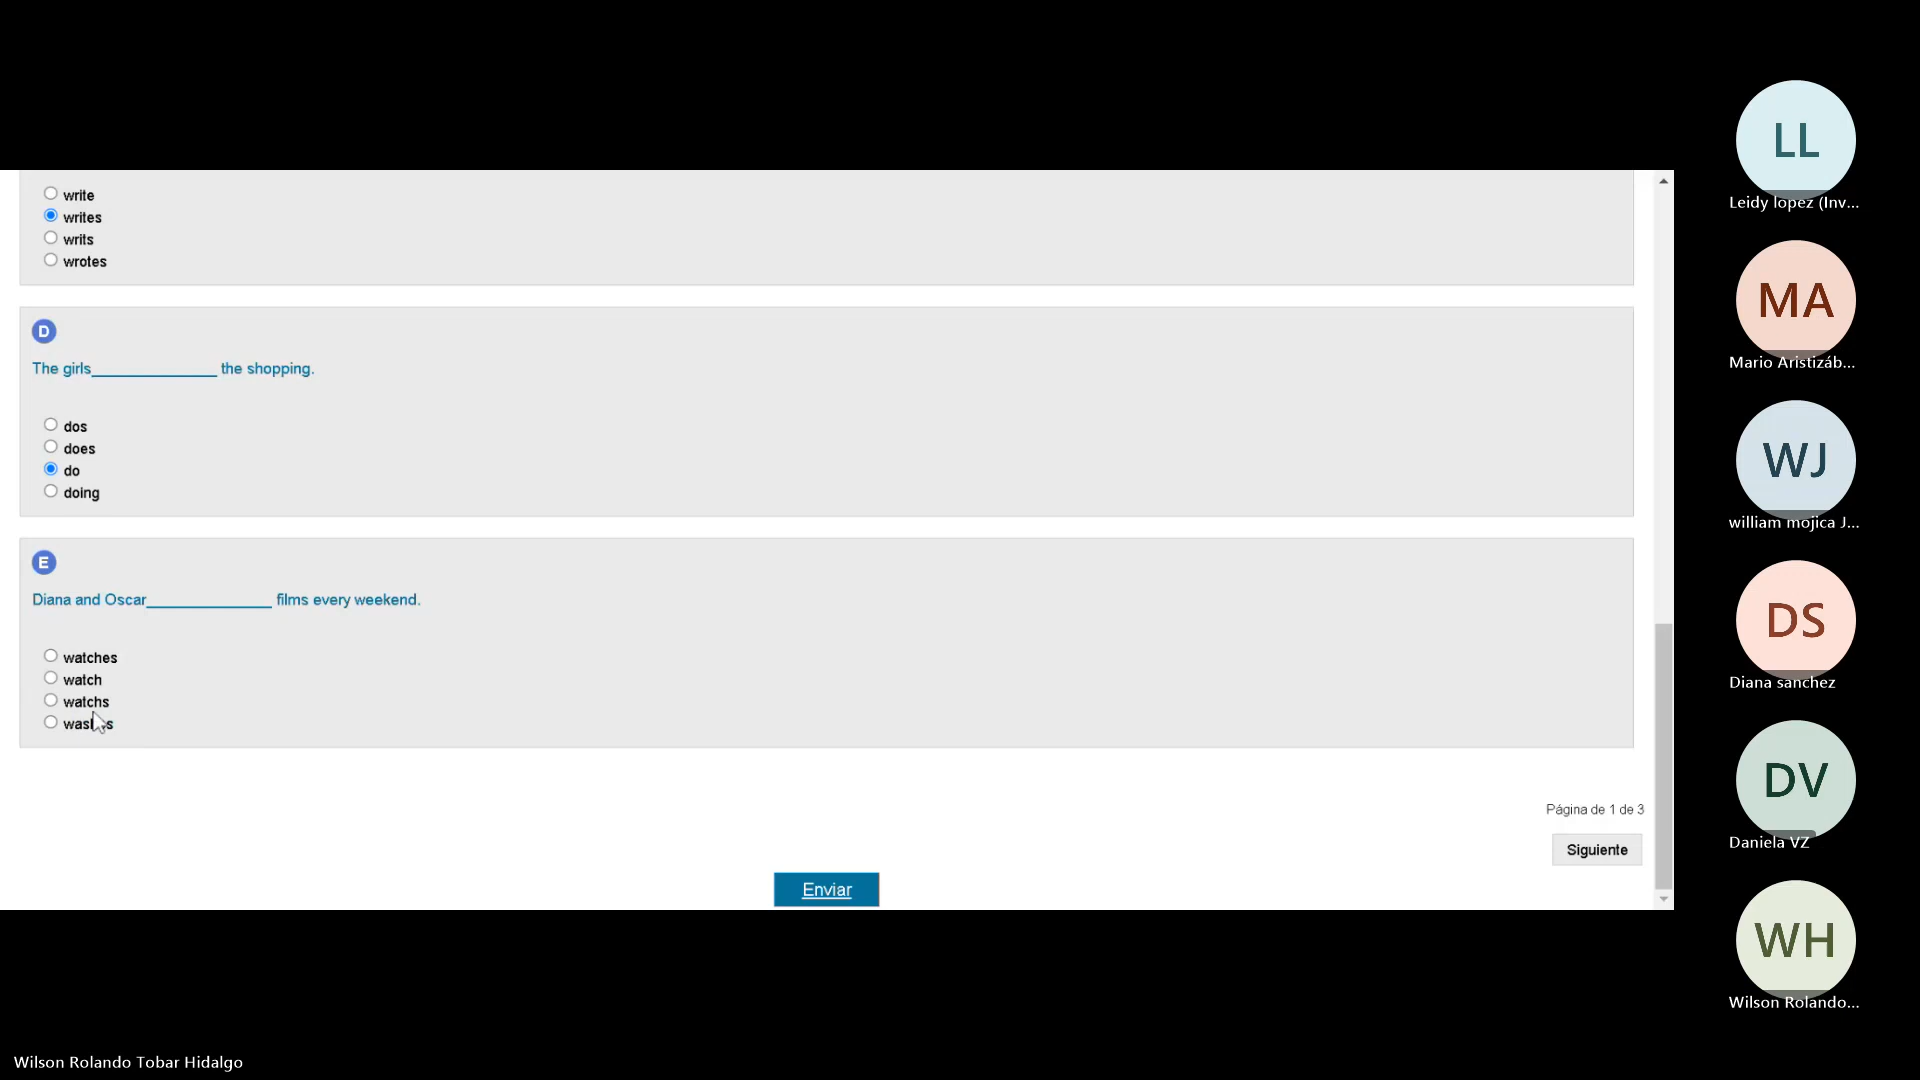 write
writes
writs
wrotes
D
The girls_______________ the shopping.
dos
does
do
doing
E
Diana and Oscar_______________ films every weekend.
watches
watch
watchs
Página de 1 de 3
Siguiente
Enviar
LL
Leidy lopez (Inv...
MA
Mario Aristizáb...
WJ
william mojica J...
DS
Diana sanchez
DV
Daniela VZ
WH
Wilson Rolando...
Wilson Rolando Tobar Hidalgo